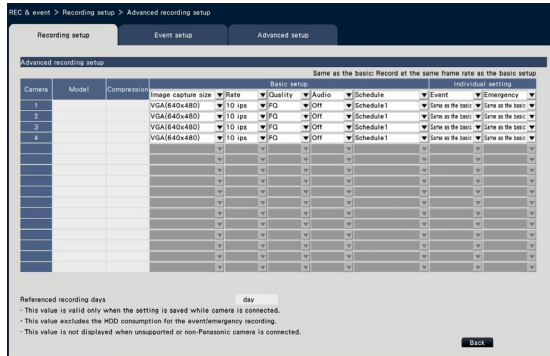 REC & event > Recording setup > Advanced recording setup
Recording setup Event setup Advanced setup
Advanced recording setup
Same as the basic: Record at the same frame rate as the basic setup
Camera Model Compression Basic setup Individual setting
Image capture size Rate Quality Audio Schedule Event Emergency
1 VGA(640x480) 10 ips FQ Off Schedule1 Same as the basic Same as the basic
2 VGA(640x480) 10 ips FQ Off Schedule1 Same as the basic Same as the basic
3 VGA(640x480) 10 ips FQ Off Schedule1 Same as the basic Same as the basic
4 VGA(640x480) 10 ips FQ Off Schedule1 Same as the basic Same as the basic
Referenced recording days day
· This value is valid only when the setting is saved while camera is connected.
· This value excludes the HDD consumption for the event/emergency recording.
· This value is not displayed when unsupported or non-Panasonic camera is connected.
Back